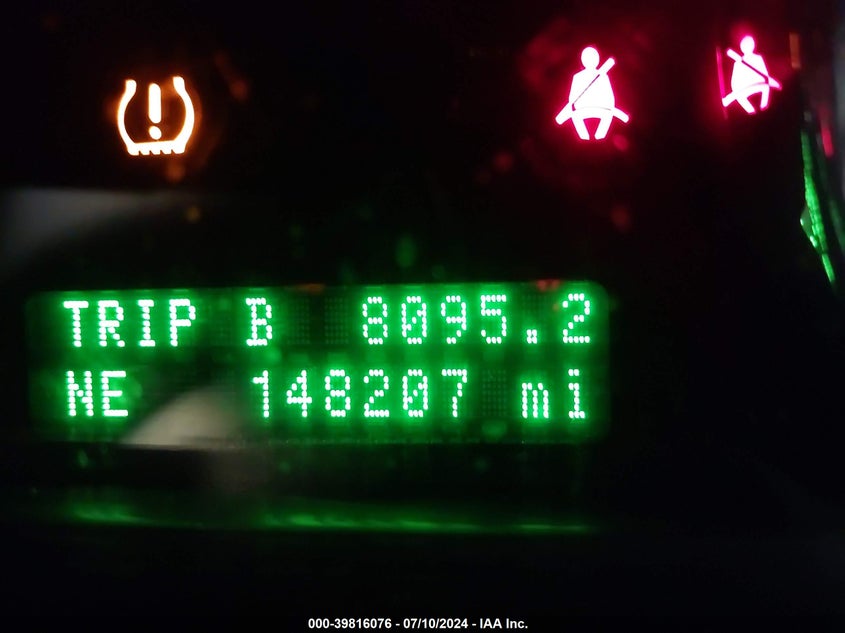 TRIP B 8095.2
NE 148207 mi
000-39816076 - 07/10/2024 - IAA Inc.